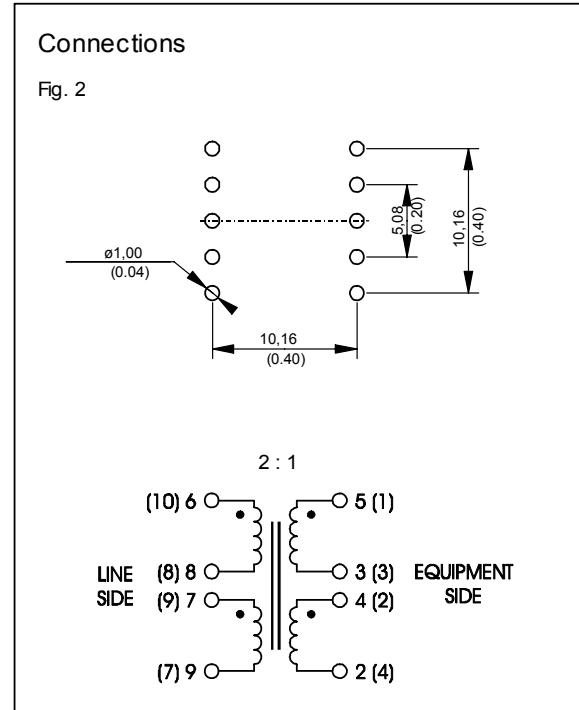 Connections
Fig. 2
5,08
(0.20)
10,16
(0.40)
ø1,00
(0.04)
10,16
(0.40)
2 : 1
(10) 6
5 (1)
LINE
SIDE
(8) 8
3 (3)
EQUIPMENT
SIDE
(9) 7
4 (2)
(7) 9
2 (4)